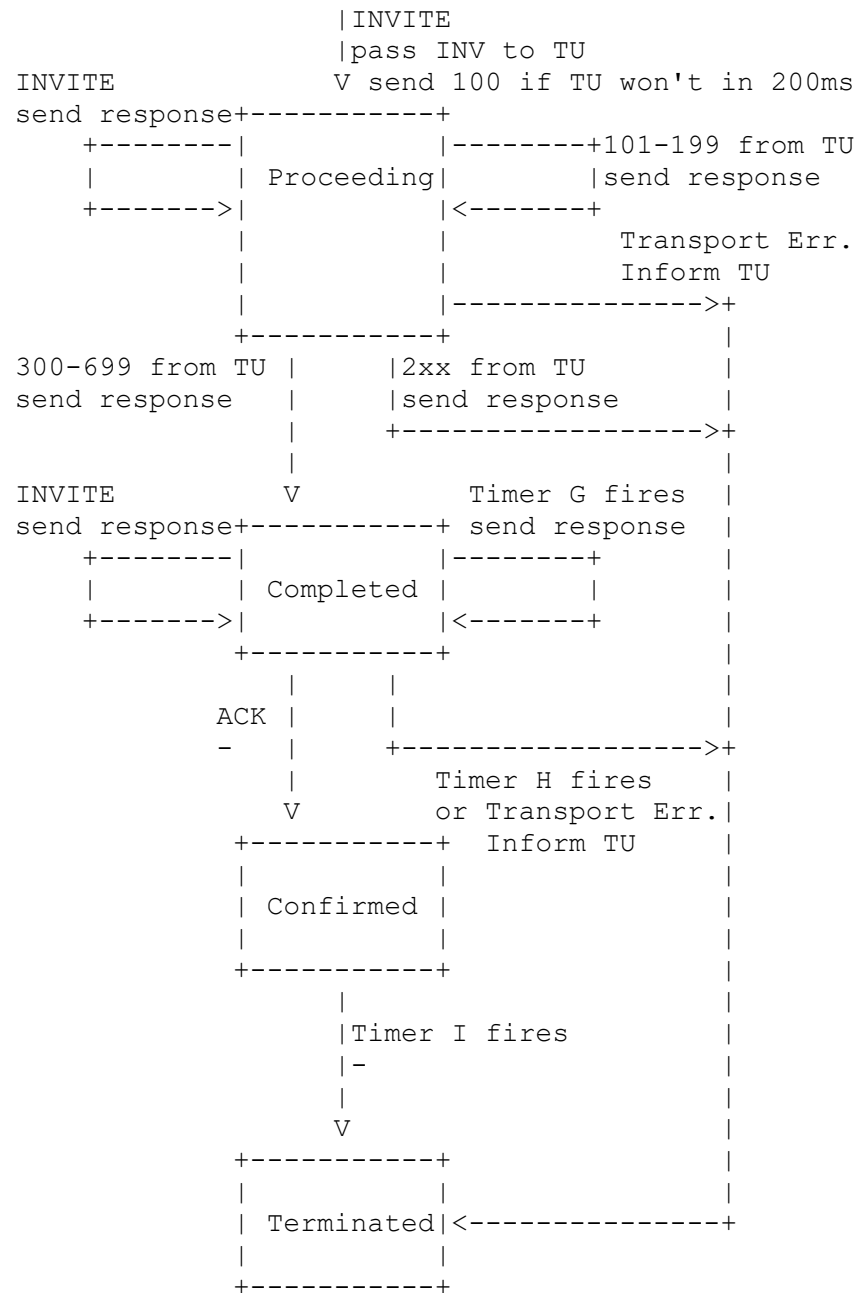 |INVITE
|pass INV to TU
INVITE V send 100 if TU won't in 200ms
send response+-----------+
+--------| |--------+101-199 from TU
| | Proceeding| |send response
+------->| |<-------+
| | Transport Err.
| | Inform TU
| |--------------->+
+-----------+ |
300-699 from TU | |2xx from TU |
send response | |send response |
| +------------------>+
| |
INVITE V Timer G fires |
send response+-----------+ send response |
+--------| |--------+ |
| | Completed | | |
+------->| |<-------+ |
+-----------+ |
| | |
ACK | | |
- | +------------------>+
| Timer H fires |
V or Transport Err.|
+-----------+ Inform TU |
| | |
| Confirmed | |
| | |
+-----------+ |
| |
|Timer I fires |
|- |
| |
V |
+-----------+ |
| | |
| Terminated|<---------------+
| |
+-----------+